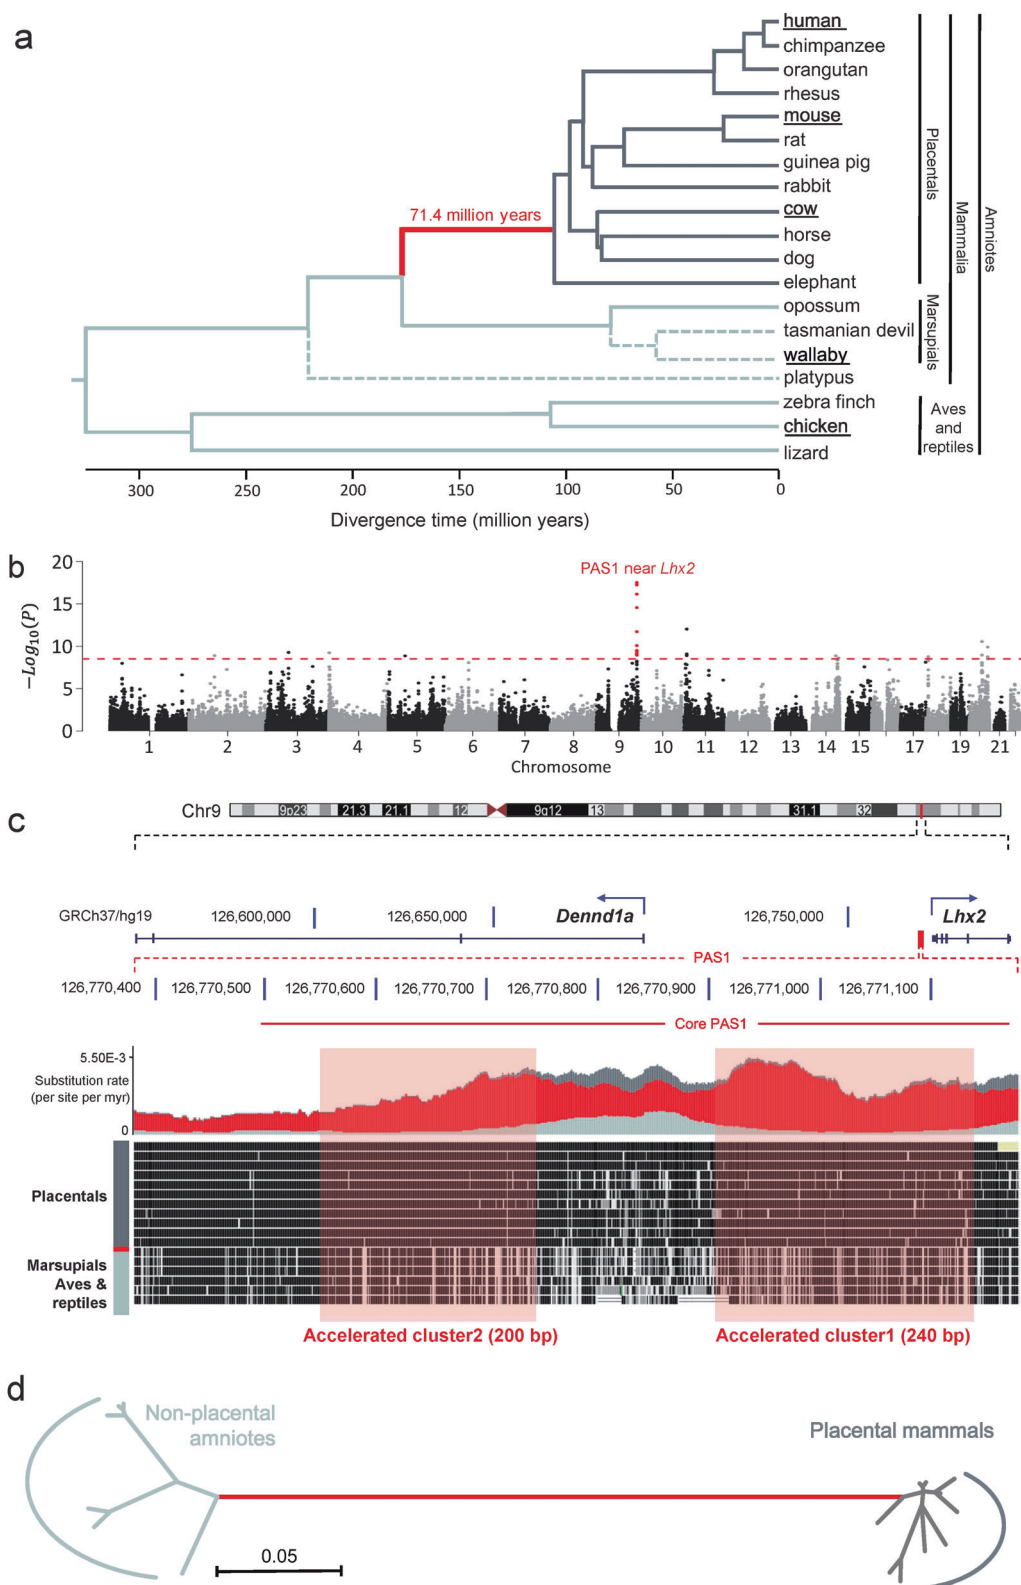 a
human
chimpanzee
orangutan
rhesus
mouse
rat
guinea pig
rabbit
cow
horse
dog
elephant
opossum
tasmanian devil
wallaby
platypus
zebra finch
chicken
lizard
71.4 million years
Placentals
Marsupials
Aves
and
reptiles
Mammalia
Amniotes
300 250 200 150 100 50 0
Divergence time (million years)
b
PAS1 near Lhx2
20
15
10
5
0
−Log10(P)
1 2 3 4 5 6 7 8 9 10 11 12 13 14 15 17 19 21
Chromosome
c
Chr9
9p23 21.3 21.1 12 9q12 13 31.1 32
GRCh37/hg19 126,600,000 126,650,000 Dennd1a 126,750,000 Lhx2
PAS1
126,770,400 126,770,500 126,770,600 126,770,700 126,770,800 126,770,900 126,771,000 126,771,100
Core PAS1
5.50E-3
Substitution rate
(per site per myr)
0
Placentals
Marsupials
Aves &
reptiles
Accelerated cluster2 (200 bp) Accelerated cluster1 (240 bp)
d
Non-placental
amniotes
Placental mammals
0.05